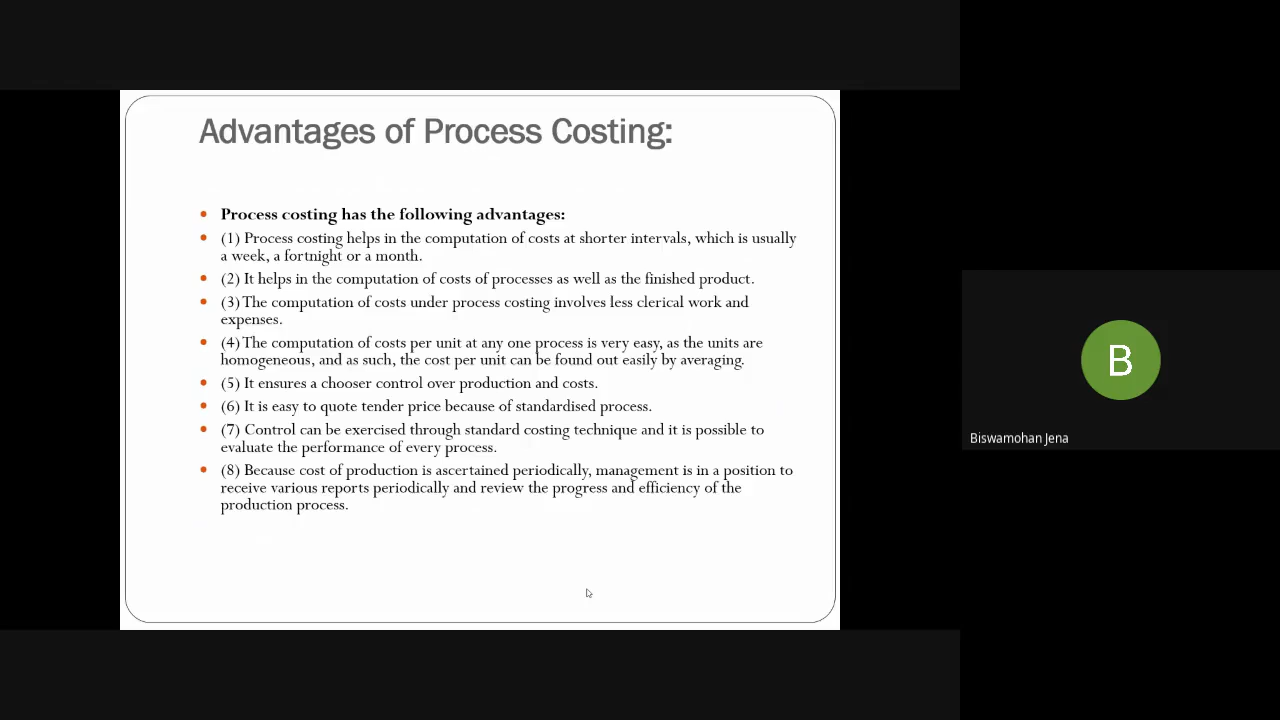 Advantages of Process Costing:
Process costing has the following advantages:
(1) Process costing helps in the computation of costs at shorter intervals, which is usually
a week, a fortnight or a month.
(2) It helps in the computation of costs of processes as well as the finished product.
(3) The computation of costs under process costing involves less clerical work and
expenses.
(4) The computation of costs per unit at any one process is very easy, as the units are
homogeneous, and as such, the cost per unit can be found out easily by averaging.
(5) It ensures a chooser control over production and costs.
(6) It is easy to quote tender price because of standardised process.
(7) Control can be exercised through standard costing technique and it is possible to
evaluate the performance of every process.
(8) Because cost of production is ascertained periodically, management is in a position to
receive various reports periodically and review the progress and efficiency of the
production process.
B
Biswamohan Jena